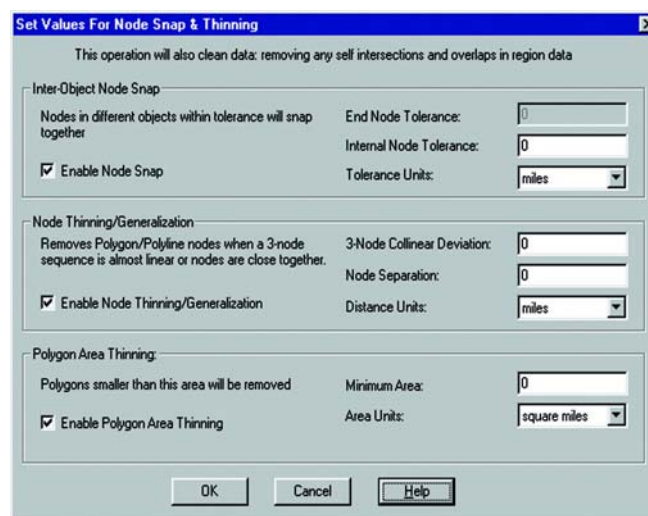 Set Values For Node Snap & Thinning
This operation will also clean data: removing any self intersections and overlaps in region data
Inter-Object Node Snap
Nodes in different objects within tolerance will snap
together
End Node Tolerance:
0
Internal Node Tolerance:
0
Enable Node Snap
Tolerance Units:
miles
Node Thinning/Generalization
Removes Polygon/Polyline nodes when a 3-node
sequence is almost linear or nodes are close together.
3-Node Collinear Deviation:
0
Node Separation:
0
Enable Node Thinning/Generalization
Distance Units:
miles
Polygon Area Thinning:
Polygons smaller than this area will be removed
Minimum Area:
0
Enable Polygon Area Thinning
Area Units:
square miles
OK
Cancel
Help